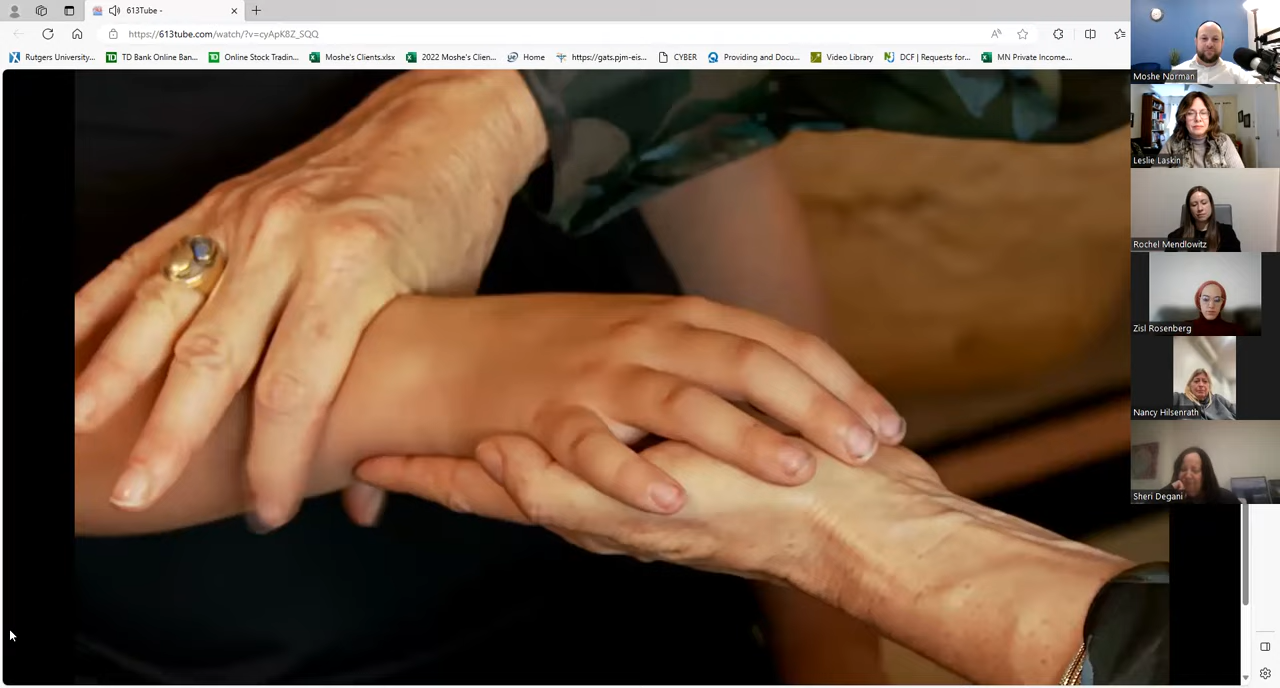 613Tube -
https://613tube.com/watch/?v=cyApK8Z_SQQ
Rutgers University...
TD Bank Online Ban...
Online Stock Tradin...
Moshe's Clients.xlsx
2022 Moshe's Clien...
Home
https://gats.pjm-eis...
CYBER
Providing and Docu...
Video Library
DCF | Requests for...
MN Private Income....
Moshe Norman
Leslie Laskin
Rochel Mendlowitz
Zisl Rosenberg
Nancy Hilsenrath
Sheri Degani